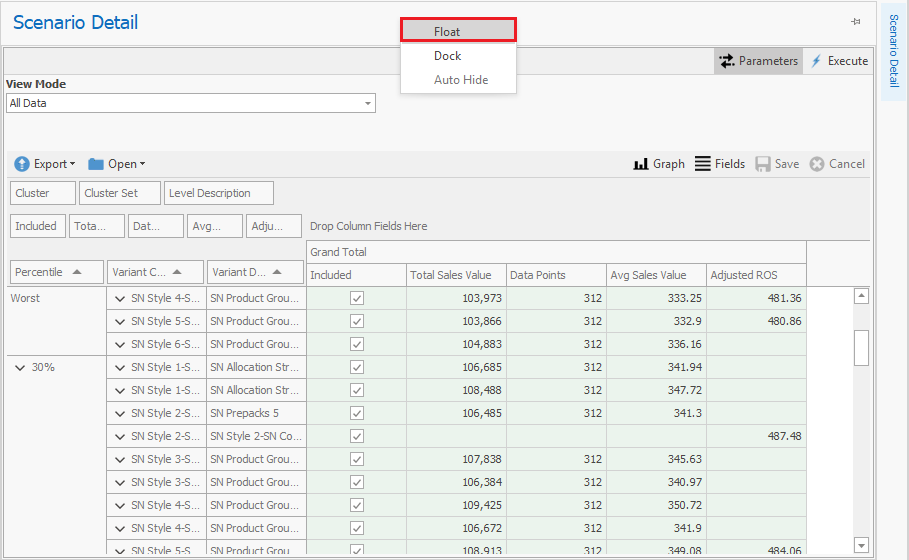 Scenario Detail
Float
Dock
Auto Hide
Scenario Detail
Parameters Execute
View Mode
All Data
Export Open Graph Fields Save Cancel
Cluster Cluster Set Level Description
Included Tota... Dat... Avg... Adju... Drop Column Fields Here
Grand Total
Percentile Variant C... Variant D... Included Total Sales Value Data Points Avg Sales Value Adjusted ROS
Worst SN Style 4-S... SN Product Grou... 103,973 312 333.25 481.36
SN Style 5-S... SN Product Grou... 103,866 312 332.9 480.86
SN Style 6-S... SN Product Grou... 104,883 312 336.16
30% SN Style 1-S... SN Allocation Str... 106,685 312 341.94
SN Style 1-S... SN Allocation Str... 108,488 312 347.72
SN Style 2-S... SN Prepacks 5 106,485 312 341.3
SN Style 2-S... SN Style 2-SN Co... 487.48
SN Style 3-S... SN Product Grou... 107,838 312 345.63
SN Style 3-S... SN Product Grou... 106,384 312 340.97
SN Style 4-S... SN Product Grou... 109,425 312 350.72
SN Style 4-S... SN Product Grou... 106,672 312 341.9
SN Style 5-S... SN Product Grou... 108,913 312 349.08 484.06